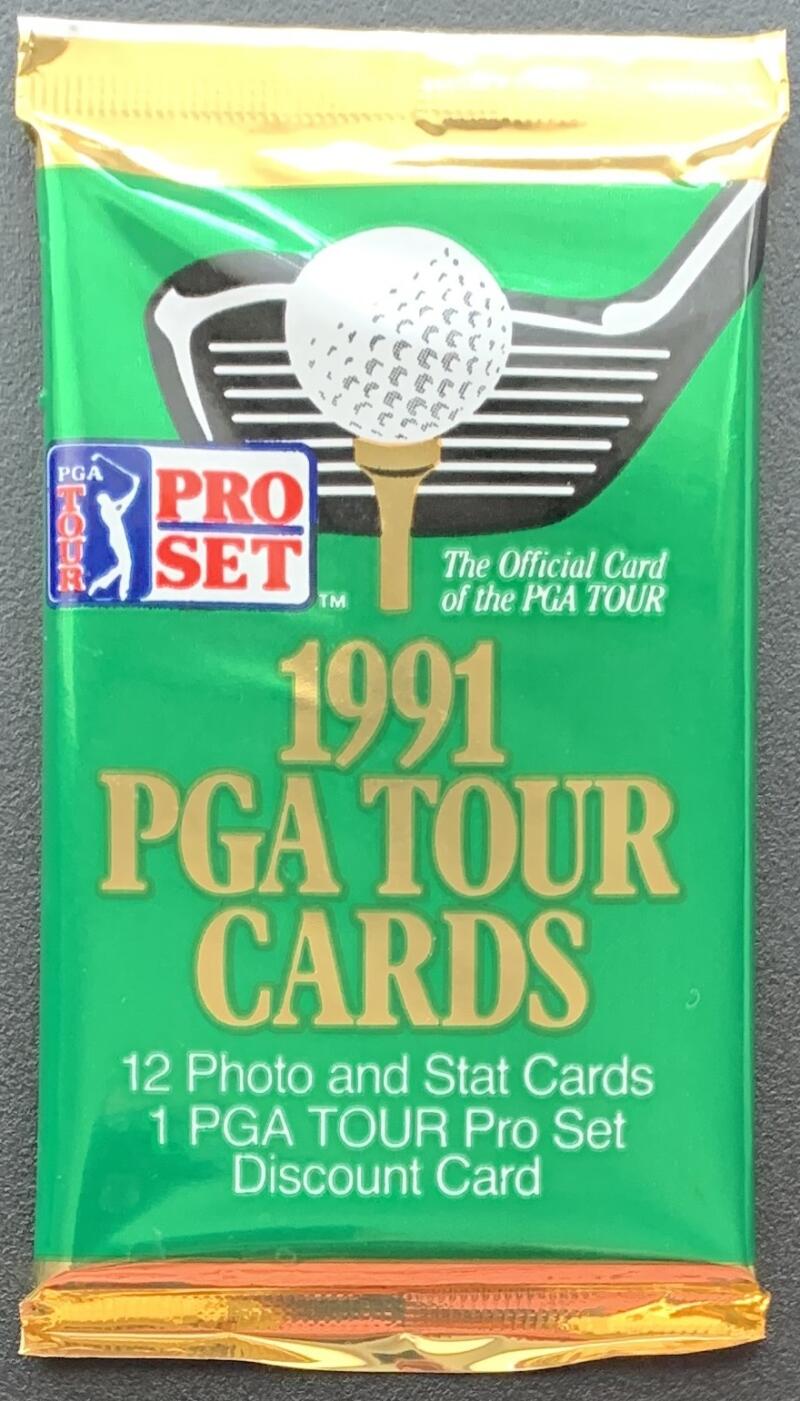 PGA
TOUR
PRO
SET
TM
The Official Card
of the PGA TOUR
1991
PGA TOUR
CARDS
12 Photo and Stat Cards
1 PGA TOUR Pro Set
Discount Card